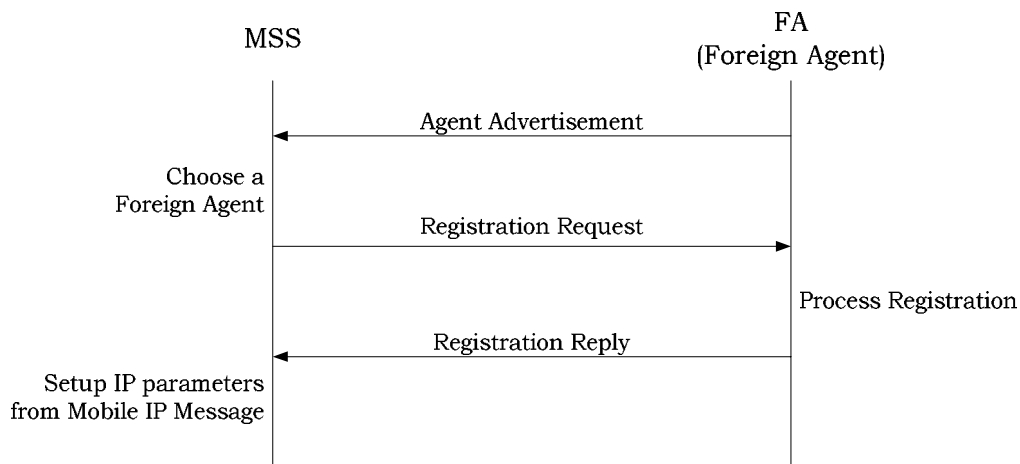 MSS
FA
(Foreign Agent)
Agent Advertisement
Choose a
Foreign Agent
Registration Request
Process Registration
Registration Reply
Setup IP parameters
from Mobile IP Message